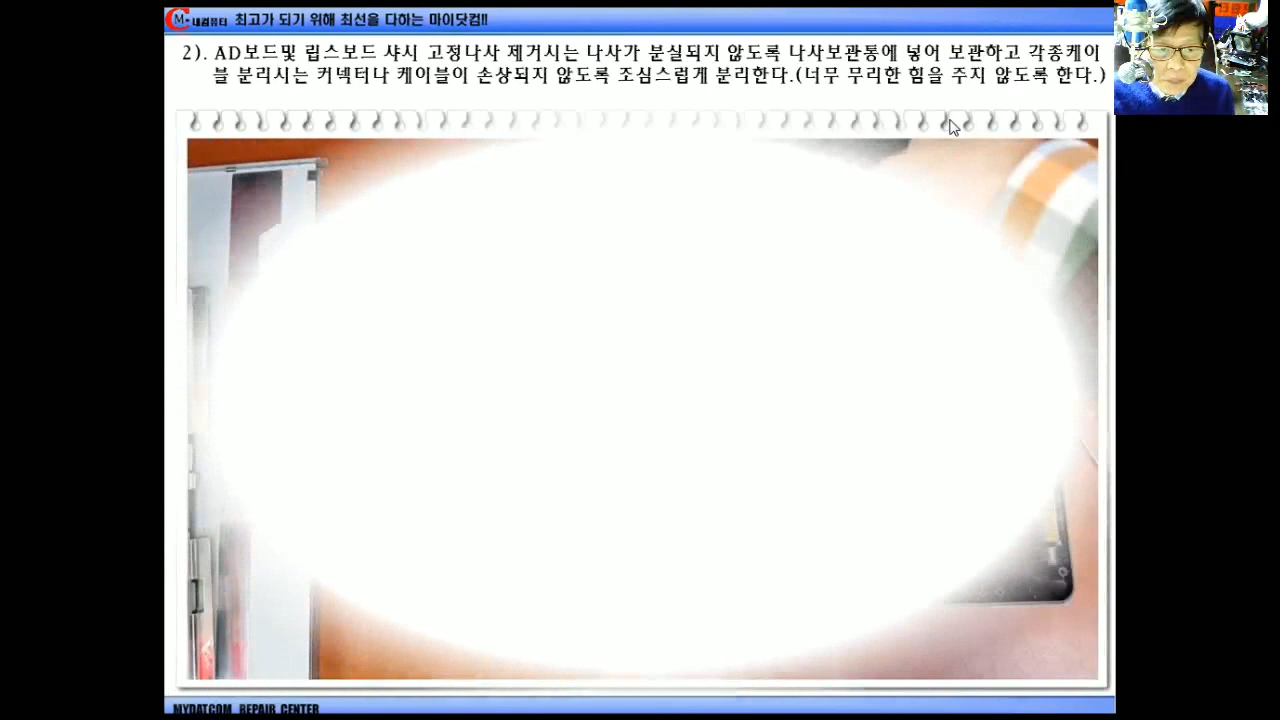 CM·내컴퓨터 최고가 되기 위해 최선을 다하는 마이닷컴!!
2). AD보드및 립스보드 샤시 고정나사 제거시는 나사가 분실되지 않도록 나사보관통에 넣어 보관하고 각종케이
블 분리시는 커넥터나 케이블이 손상되지 않도록 조심스럽게 분리한다.(너무 무리한 힘을 주지 않도록 한다.)
MYDATCOM REPAIR CENTER